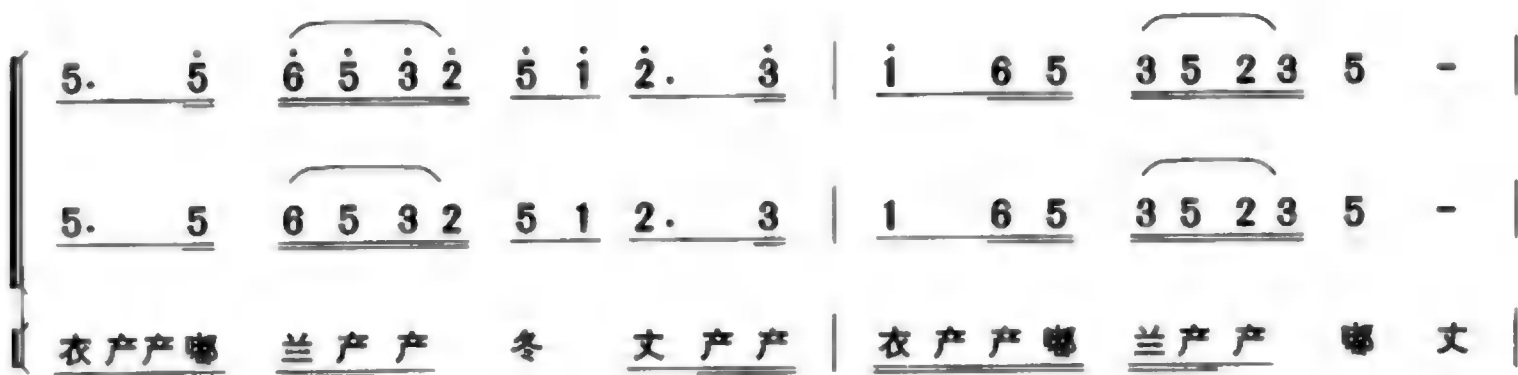 5. 5̇ 6̇ 5̇ 3̇ 2̇ 5̇ 1̇ 2̇. 3̇ | 1̇ 6 5 3 5 2 3 5 - |
5. 5 6 5 3 2 5 1 2. 3 | 1 6 5 3 5 2 3 5 - |
衣产产嘟 兰产产 冬 丈产产 | 衣产产嘟 兰产产 嘟 丈 |